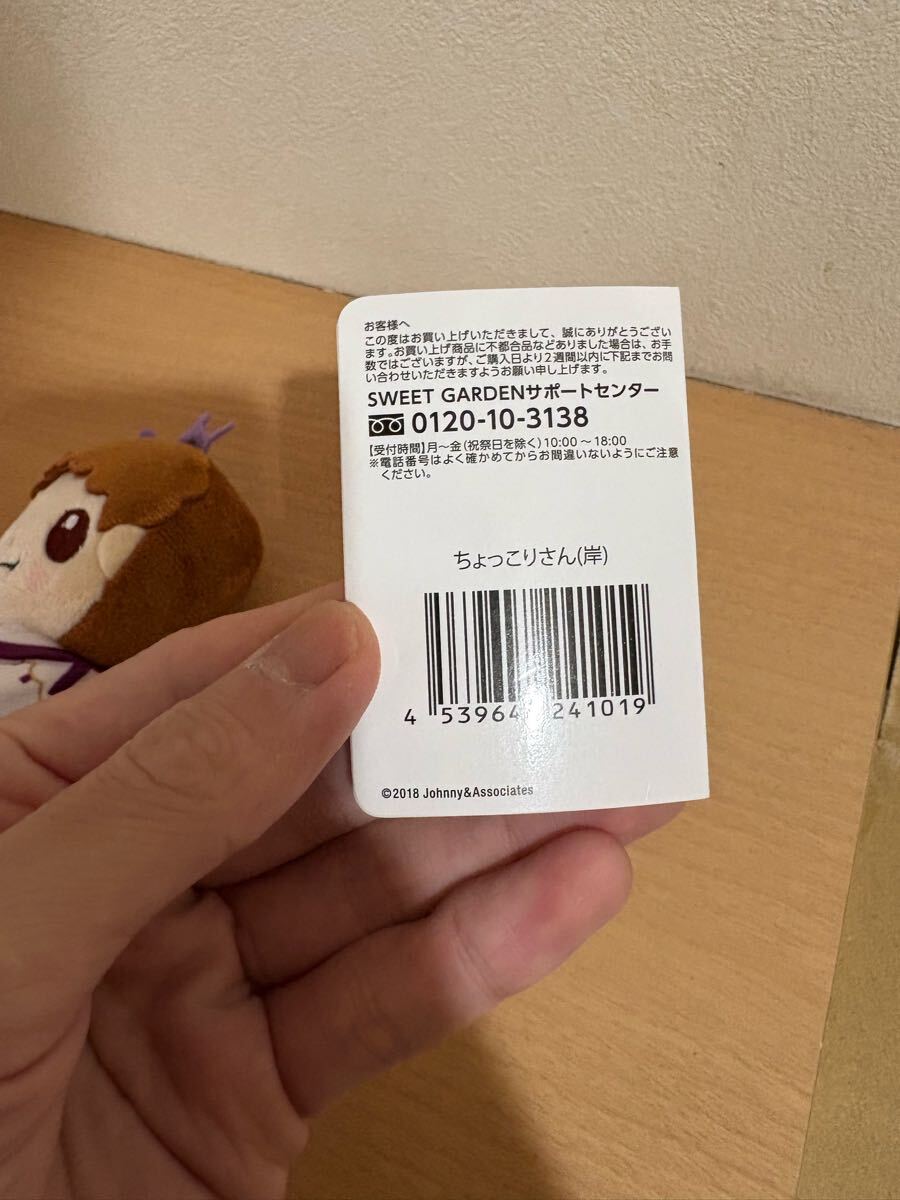 お客様へ
この度はお買い上げいただきまして、誠にありがとうござい
ます。お買い上げ商品に不都合品などありました場合は、お手
数ではございますが、ご購入日より2週間以内に下記までお問
い合わせいただきますようお願い申し上げます。
SWEET GARDENサポートセンター
0120-10-3138
【受付時間】月～金(祝祭日を除く)10:00～18:00
※電話番号はよく確かめてからお間違いないようにご注意
ください。
ちょっこりさん(岸)
4 53964 241019
©2018 Johnny&Associates